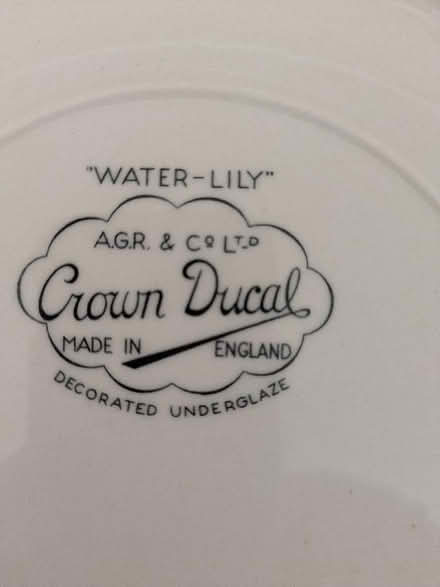 "WATER-LILY"
A.G.R. & Cº LTD
Crown Ducal
MADE IN ENGLAND
DECORATED UNDERGLAZE